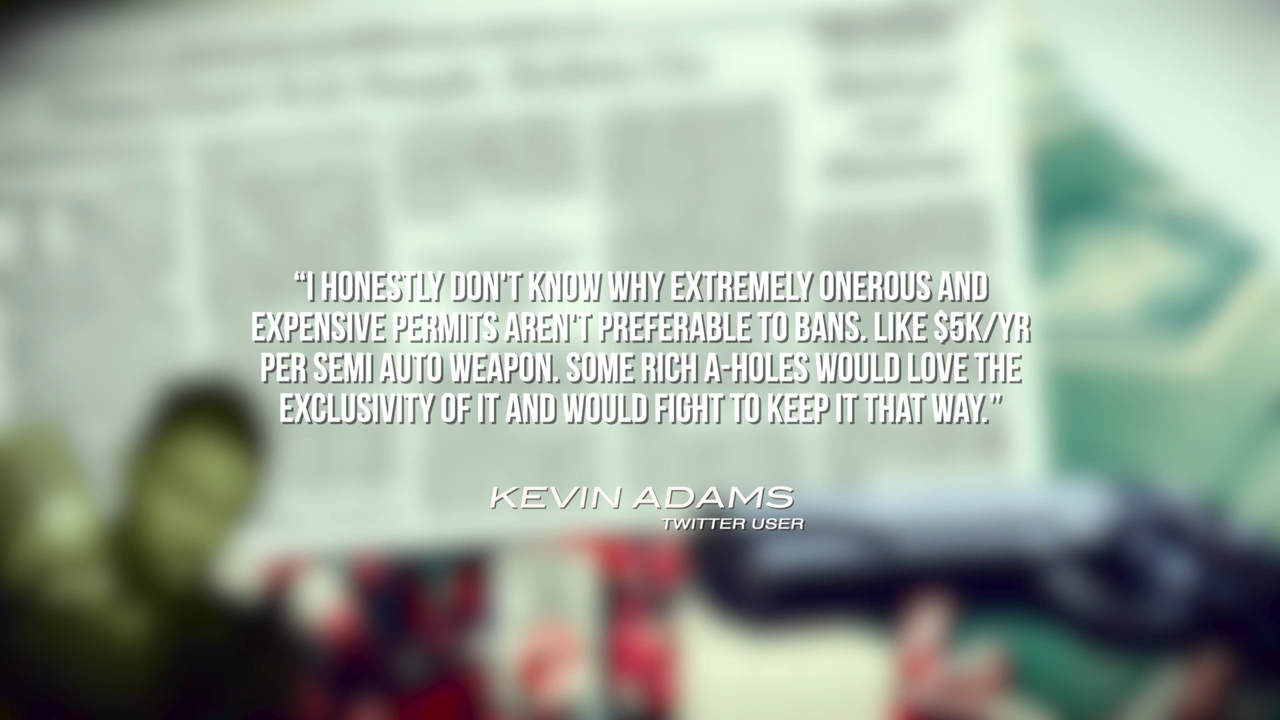 “I HONESTLY DON'T KNOW WHY EXTREMELY ONEROUS AND
EXPENSIVE PERMITS AREN'T PREFERABLE TO BANS. LIKE $5K/YR
PER SEMI AUTO WEAPON. SOME RICH A-HOLES WOULD LOVE THE
EXCLUSIVITY OF IT AND WOULD FIGHT TO KEEP IT THAT WAY.”
KEVIN ADAMS
TWITTER USER